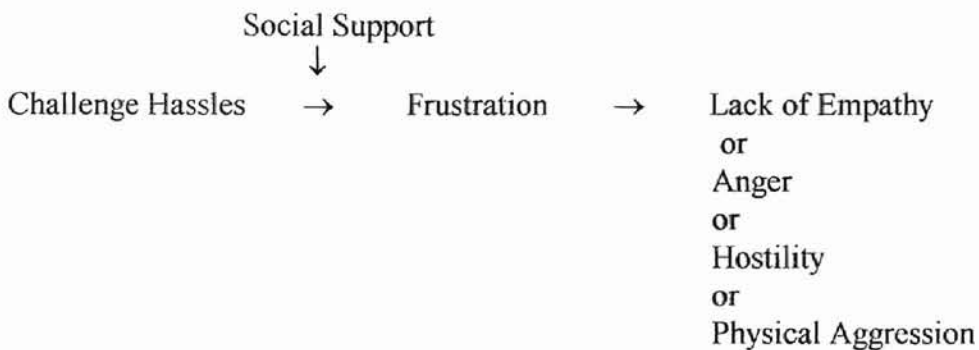 Social Support
↓
Challenge Hassles → Frustration → Lack of Empathy
or
Anger
or
Hostility
or
Physical Aggression